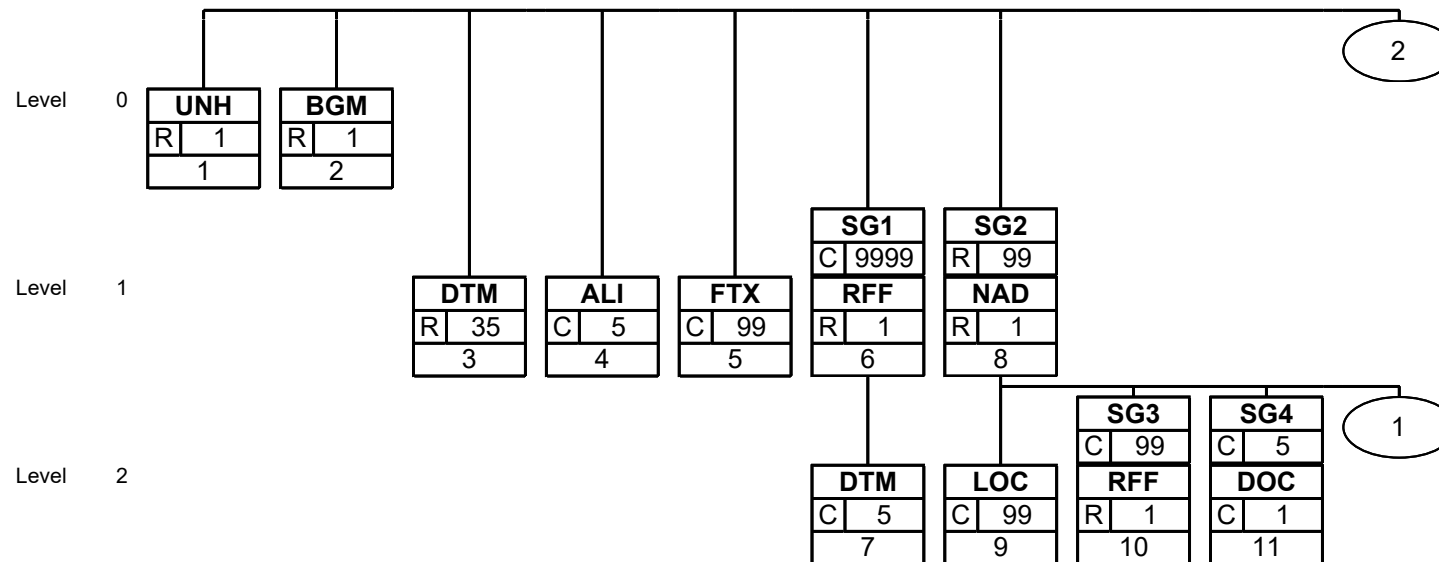 2
Level 0
UNH BGM
R 1 R 1
1 2
SG1 SG2
C 9999 R 99
Level 1
DTM ALI FTX RFF NAD
R 35 C 5 C 99 R 1 R 1
3 4 5 6 8
SG3 SG4
1
C 99 C 5
Level 2
DTM LOC RFF DOC
C 5 C 99 R 1 C 1
7 9 10 11